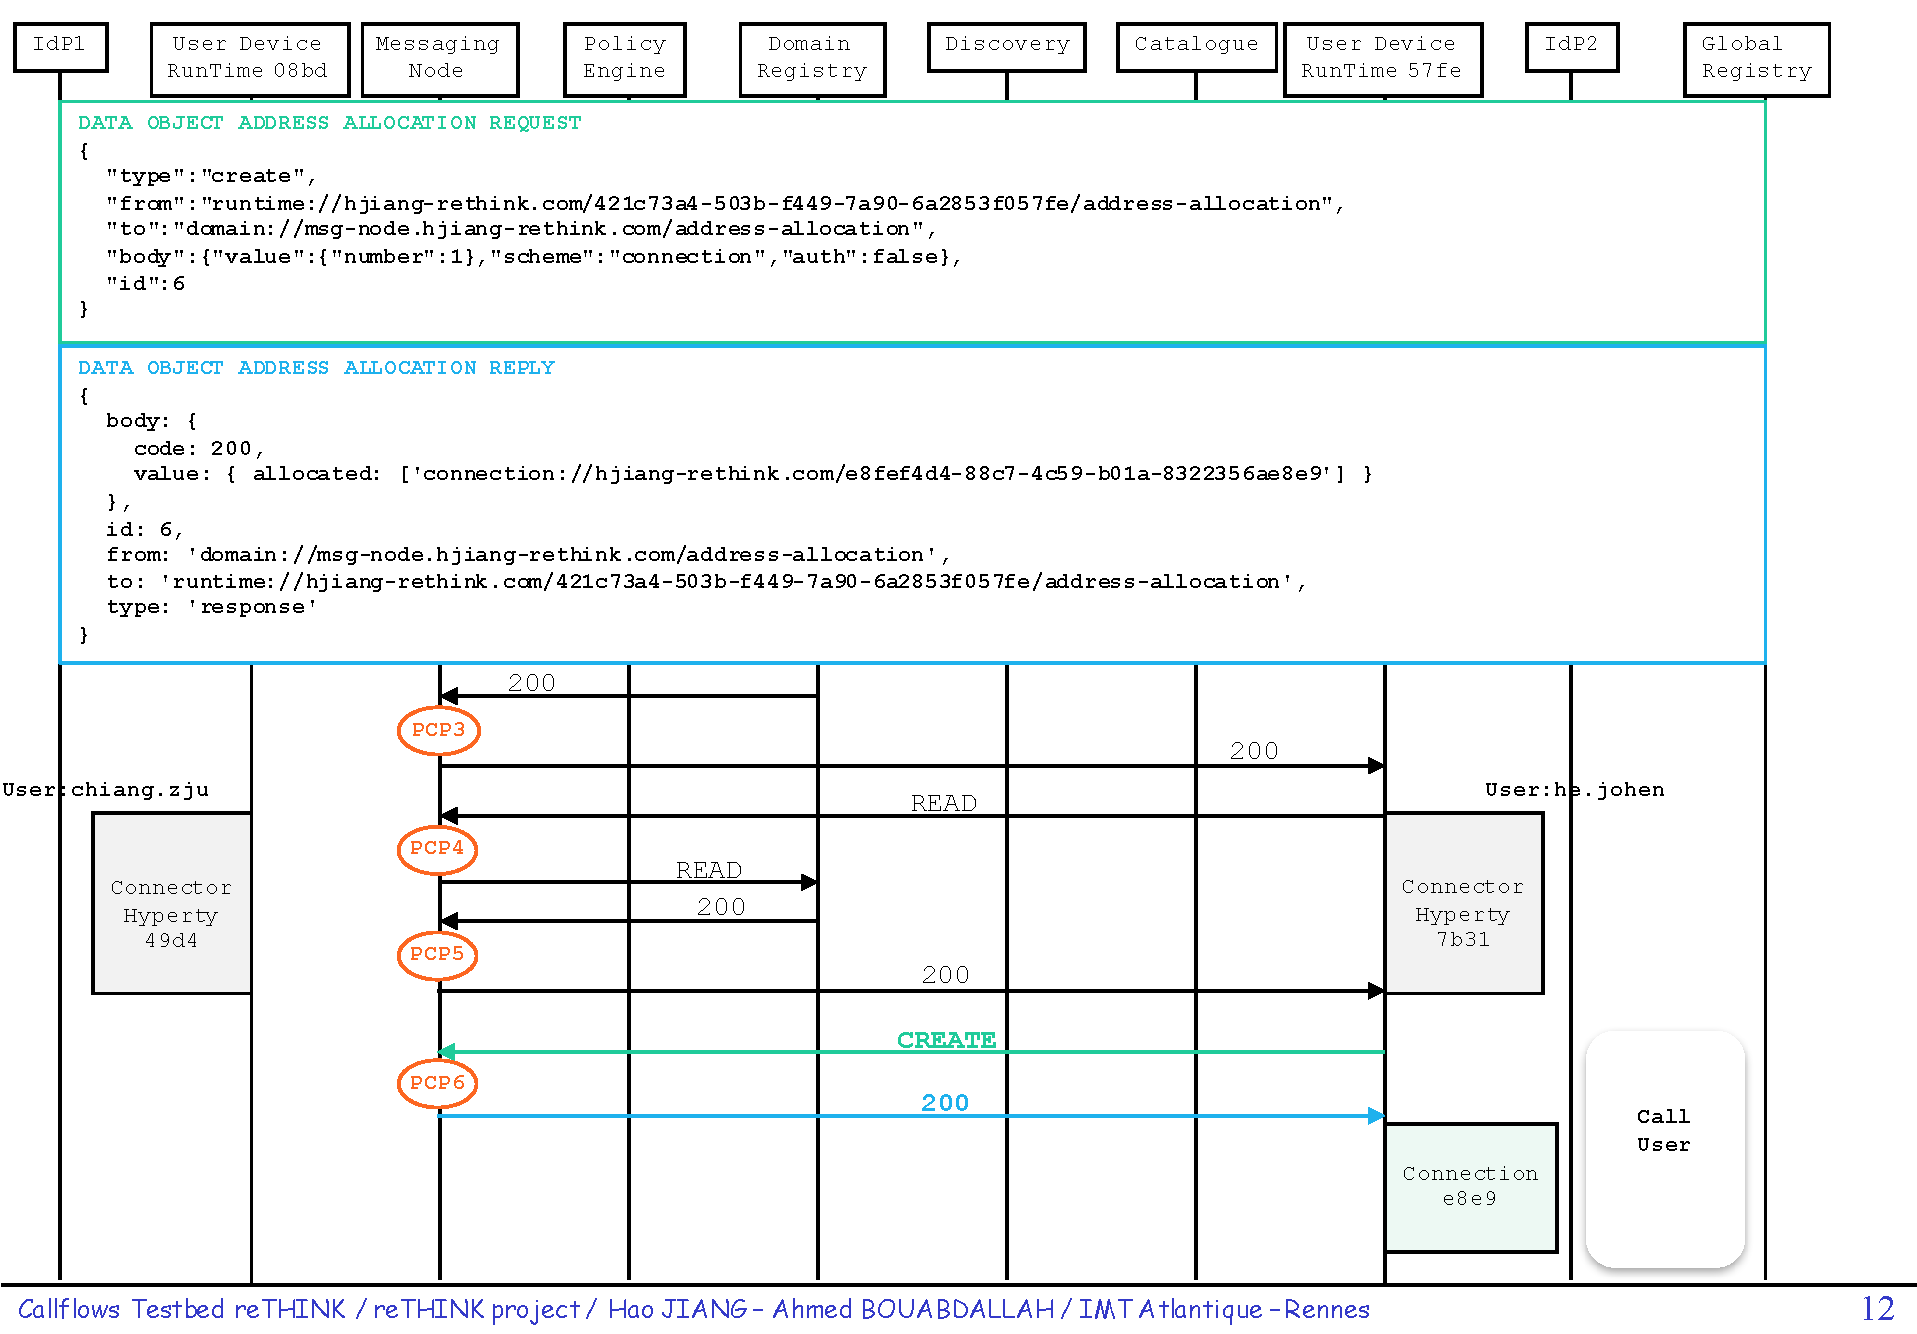 IdP1
User Device
RunTime 08bd
Messaging
Node
Policy
Engine
Domain
Registry
Discovery
Catalogue
User Device
RunTime 57fe
IdP2
Global
Registry
DATA OBJECT ADDRESS ALLOCATION REQUEST
{
"type":"create",
"from":"runtime://hjiang-rethink.com/421c73a4-503b-f449-7a90-6a2853f057fe/address-allocation",
"to":"domain://msg-node.hjiang-rethink.com/address-allocation",
"body":{"value":{"number":1},"scheme":"connection","auth":false},
"id":6
}
DATA OBJECT ADDRESS ALLOCATION REPLY
{
body: {
code: 200,
value: { allocated: ['connection://hjiang-rethink.com/e8fef4d4-88c7-4c59-b01a-8322356ae8e9'] }
},
id: 6,
from: 'domain://msg-node.hjiang-rethink.com/address-allocation',
to: 'runtime://hjiang-rethink.com/421c73a4-503b-f449-7a90-6a2853f057fe/address-allocation',
type: 'response'
}
200
PCP3
200
User:chiang.zju
User:he.johen
READ
PCP4
READ
200
Connector
Hyperty
49d4
Connector
Hyperty
7b31
PCP5
200
CREATE
PCP6
200
Call
User
Connection
e8e9
Callflows Testbed reTHINK / reTHINK project / Hao JIANG – Ahmed BOUABDALLAH / IMT Atlantique – Rennes
12